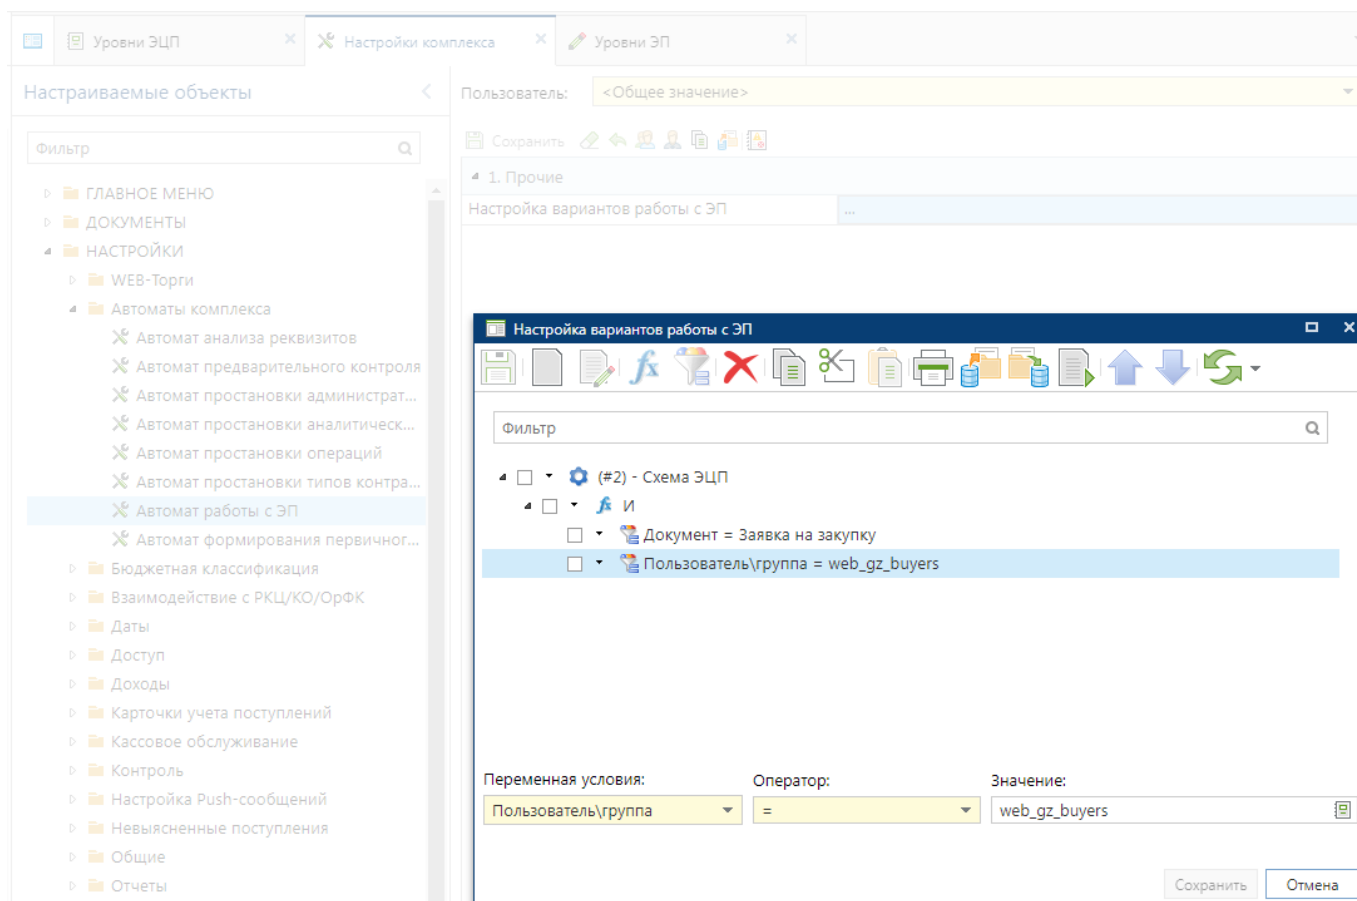 Уровни ЭЦП
Настройки комплекса
Уровни ЭП
Настраиваемые объекты
Пользователь:
<Общее значение>
Фильтр
Сохранить
1. Прочие
Настройка вариантов работы с ЭП
...
ГЛАВНОЕ МЕНЮ
ДОКУМЕНТЫ
НАСТРОЙКИ
WEB-Торги
Автоматы комплекса
Автомат анализа реквизитов
Автомат предварительного контроля
Автомат простановки администрат...
Автомат простановки аналитическ...
Автомат простановки операций
Автомат простановки типов контра...
Автомат работы с ЭП
Автомат формирования первичног...
Бюджетная классификация
Взаимодействие с РКЦ/КО/ОрФК
Даты
Доступ
Доходы
Карточки учета поступлений
Кассовое обслуживание
Контроль
Настройка Push-сообщений
Невыясненные поступления
Общие
Отчеты
Настройка вариантов работы с ЭП
Фильтр
(#2) - Схема ЭЦП
И
Документ = Заявка на закупку
Пользователь\группа = web_gz_buyers
Переменная условия:
Оператор:
Значение:
Пользователь\группа
=
web_gz_buyers
Сохранить
Отмена